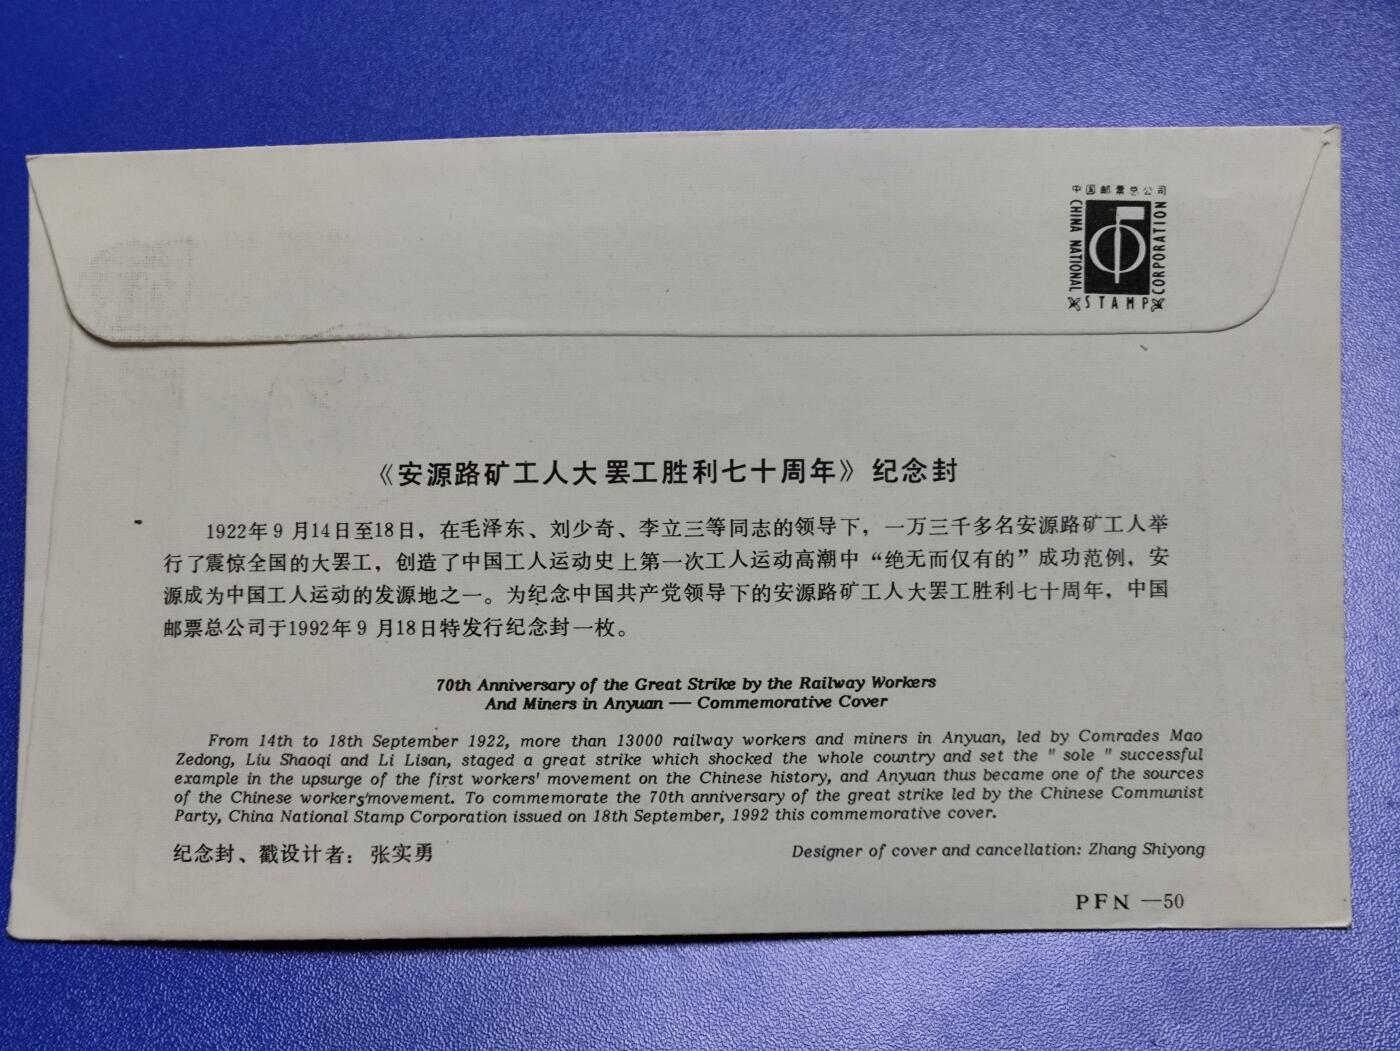 中国邮票总公司
CHINA NATIONAL
STAMP
CORPORATION
《安源路矿工人大罢工胜利七十周年》纪念封
1922年9月14日至18日，在毛泽东、刘少奇、李立三等同志的领导下，一万三千多名安源路矿工人举
行了震惊全国的大罢工，创造了中国工人运动史上第一次工人运动高潮中“绝无而仅有的”成功范例，安
源成为中国工人运动的发源地之一。为纪念中国共产党领导下的安源路矿工人大罢工胜利七十周年，中国
邮票总公司于1992年9月18日特发行纪念封一枚。
70th Anniversary of the Great Strike by the Railway Workers
And Miners in Anyuan — Commemorative Cover
From 14th to 18th September 1922, more than 13000 railway workers and miners in Anyuan, led by Comrades Mao
Zedong, Liu Shaoqi and Li Lisan, staged a great strike which shocked the whole country and set the " sole " successful
example in the upsurge of the first workers' movement on the Chinese history, and Anyuan thus became one of the sources
of the Chinese workers'movement. To commemorate the 70th anniversary of the great strike led by the Chinese Communist
Party, China National Stamp Corporation issued on 18th September, 1992 this commemorative cover.
纪念封、戳设计者：张实勇
Designer of cover and cancellation: Zhang Shiyong
PFN —50